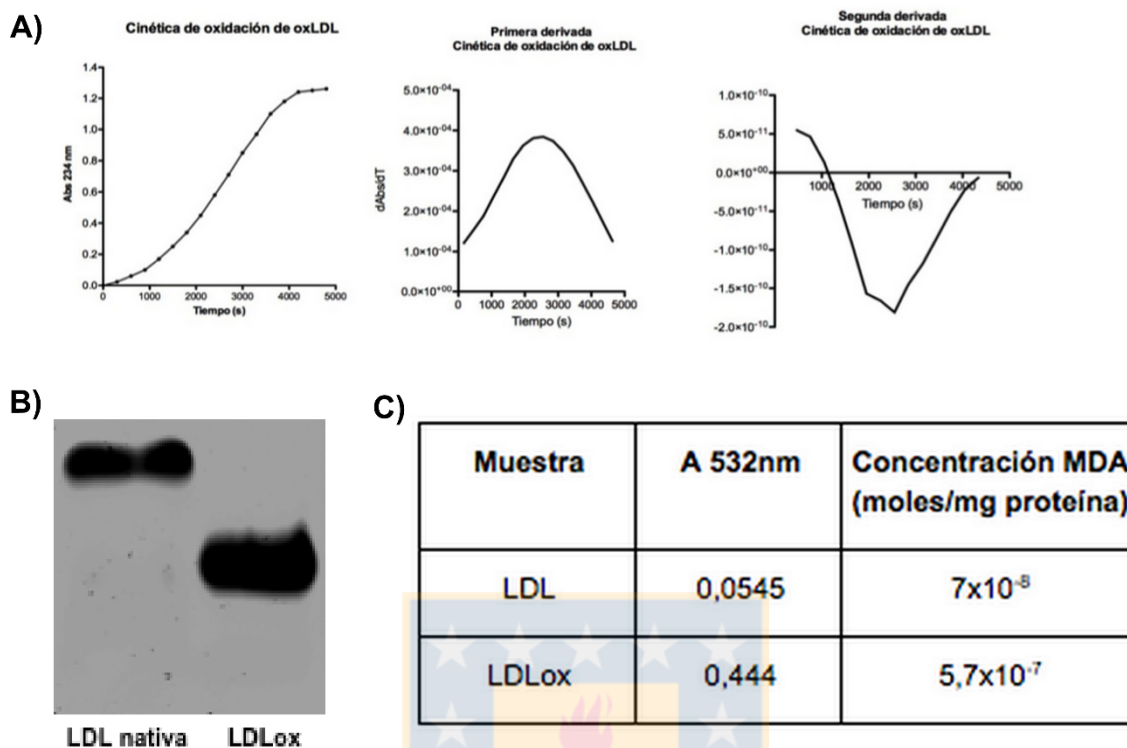 A)
Cinética de oxidación de oxLDL
Abs 234 nm
1.4
1.2
1.0
0.8
0.6
0.4
0.2
0.0
0 1000 2000 3000 4000 5000
Tiempo (s)
Primera derivada
Cinética de oxidación de oxLDL
dAbs/dT
5.0×10⁻⁰⁴
4.0×10⁻⁰⁴
3.0×10⁻⁰⁴
2.0×10⁻⁰⁴
1.0×10⁻⁰⁴
0.0×10⁺⁰⁰
0 1000 2000 3000 4000 5000
Tiempo (s)
Segunda derivada
Cinética de oxidación de oxLDL
1.0×10⁻¹⁰
5.0×10⁻¹¹
0.0×10⁺⁰⁰
-5.0×10⁻¹¹
-1.0×10⁻¹⁰
-1.5×10⁻¹⁰
-2.0×10⁻¹⁰
1000 2000 3000 4000 5000
Tiempo (s)
B)
LDL nativa LDLox
C)
Muestra A 532nm Concentración MDA
(moles/mg proteína)
LDL 0,0545 7x10⁻⁸
LDLox 0,444 5,7x10⁻⁷